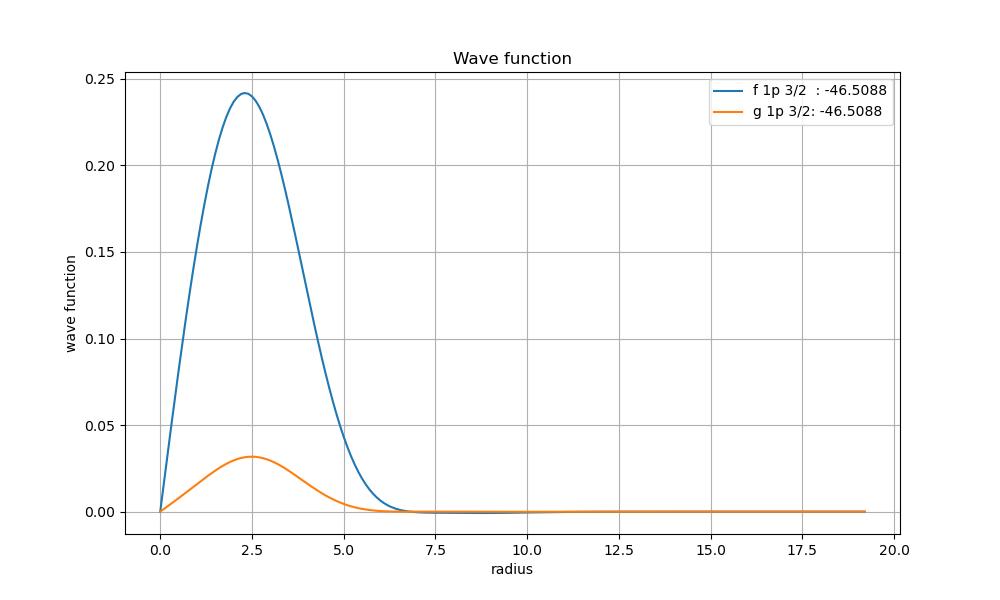 Wave function
f 1p 3/2  : -46.5088
g 1p 3/2: -46.5088
wave function
0.25
0.20
0.15
0.10
0.05
0.00
0.0 2.5 5.0 7.5 10.0 12.5 15.0 17.5 20.0
radius